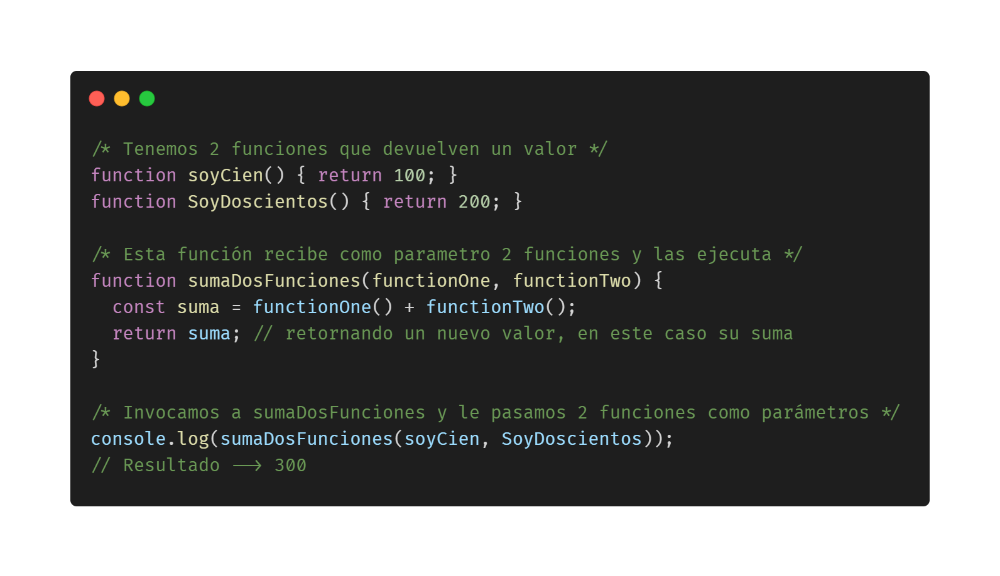 /* Tenemos 2 funciones que devuelven un valor */
function soyCien() { return 100; }
function SoyDoscientos() { return 200; }
/* Esta función recibe como parametro 2 funciones y las ejecuta */
function sumaDosFunciones(functionOne, functionTwo) {
  const suma = functionOne() + functionTwo();
  return suma; // retornando un nuevo valor, en este caso su suma
}
/* Invocamos a sumaDosFunciones y le pasamos 2 funciones como parámetros */
console.log(sumaDosFunciones(soyCien, SoyDoscientos));
// Resultado --> 300